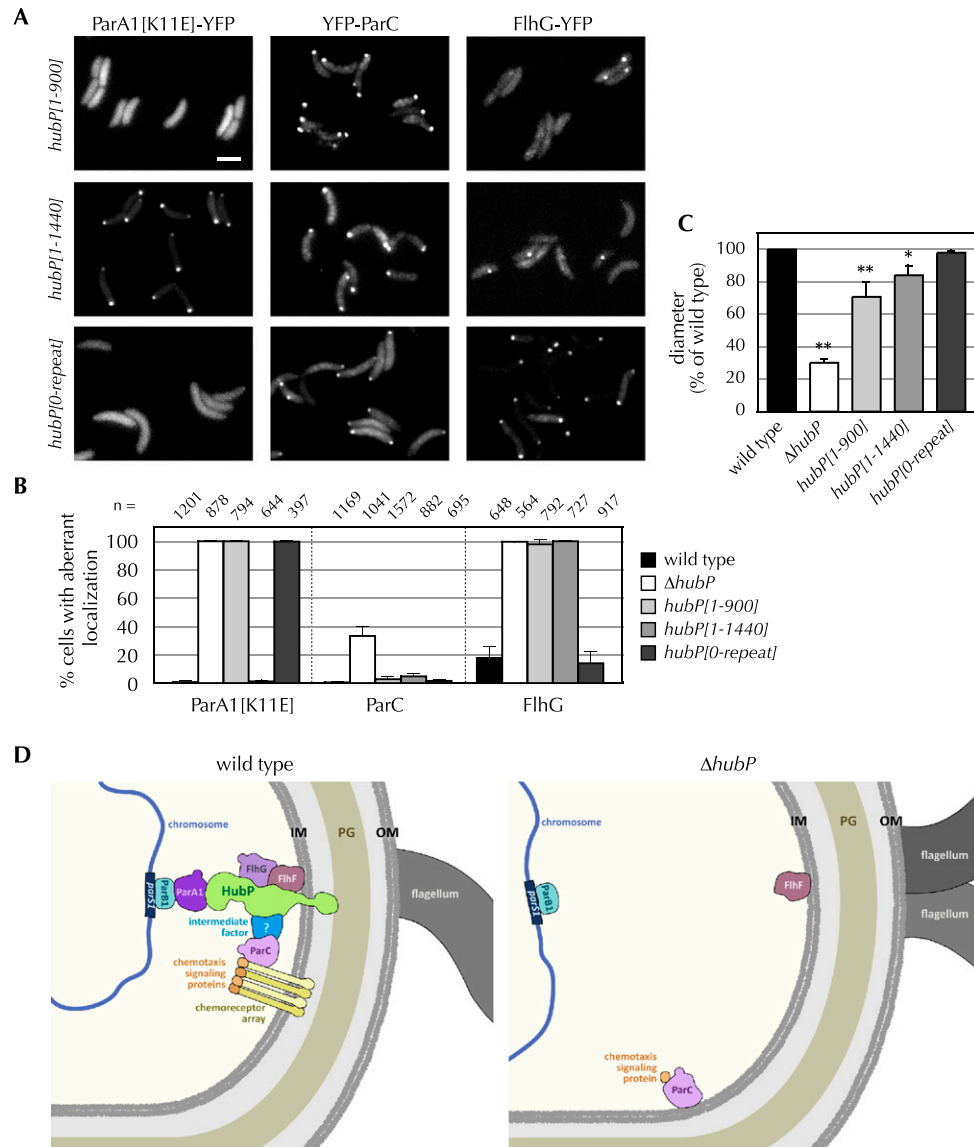 A
ParA1[K11E]-YFP YFP-ParC FlhG-YFP
hubP[1-900]
hubP[1-1440]
hubP[0-repeat]
C
diameter
(% of wild type)
100
80
60
40
20
0
**
**
*
wild type
ΔhubP
hubP[1-900]
hubP[1-1440]
hubP[0-repeat]
B
n = 1201 878 794 644 397 1169 1041 1572 882 695 648 564 792 727 917
% cells with aberrant
localization
100
80
60
40
20
0
ParA1[K11E] ParC FlhG
wild type
ΔhubP
hubP[1-900]
hubP[1-1440]
hubP[0-repeat]
D
wild type
chromosome
IM PG OM
FlhG
FlhF
parS1
ParB1
ParA1
HubP
flagellum
intermediate
factor
?
ParC
chemotaxis
signaling
proteins
chemoreceptor
array
ΔhubP
chromosome
IM PG OM
flagellum
FlhF
parS1
ParB1
flagellum
chemotaxis
signaling
protein
ParC